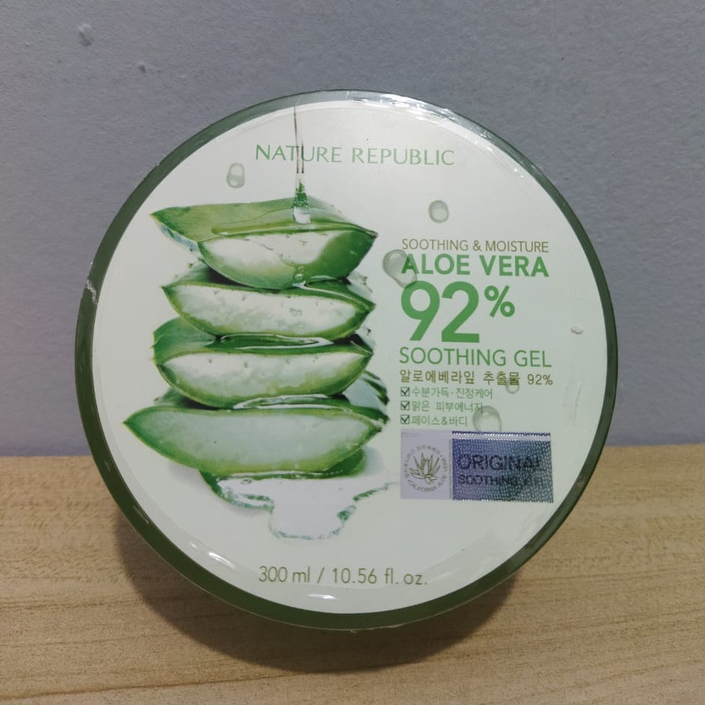 NATURE REPUBLIC
SOOTHING & MOISTURE
ALOE VERA
92%
SOOTHING GEL
알로에베라잎 추출물 92%
수분가득·진정케어
맑은 피부에너지
페이스&바디
ORIGINAL
SOOTHING GEL
300 ml / 10.56 fl. oz.